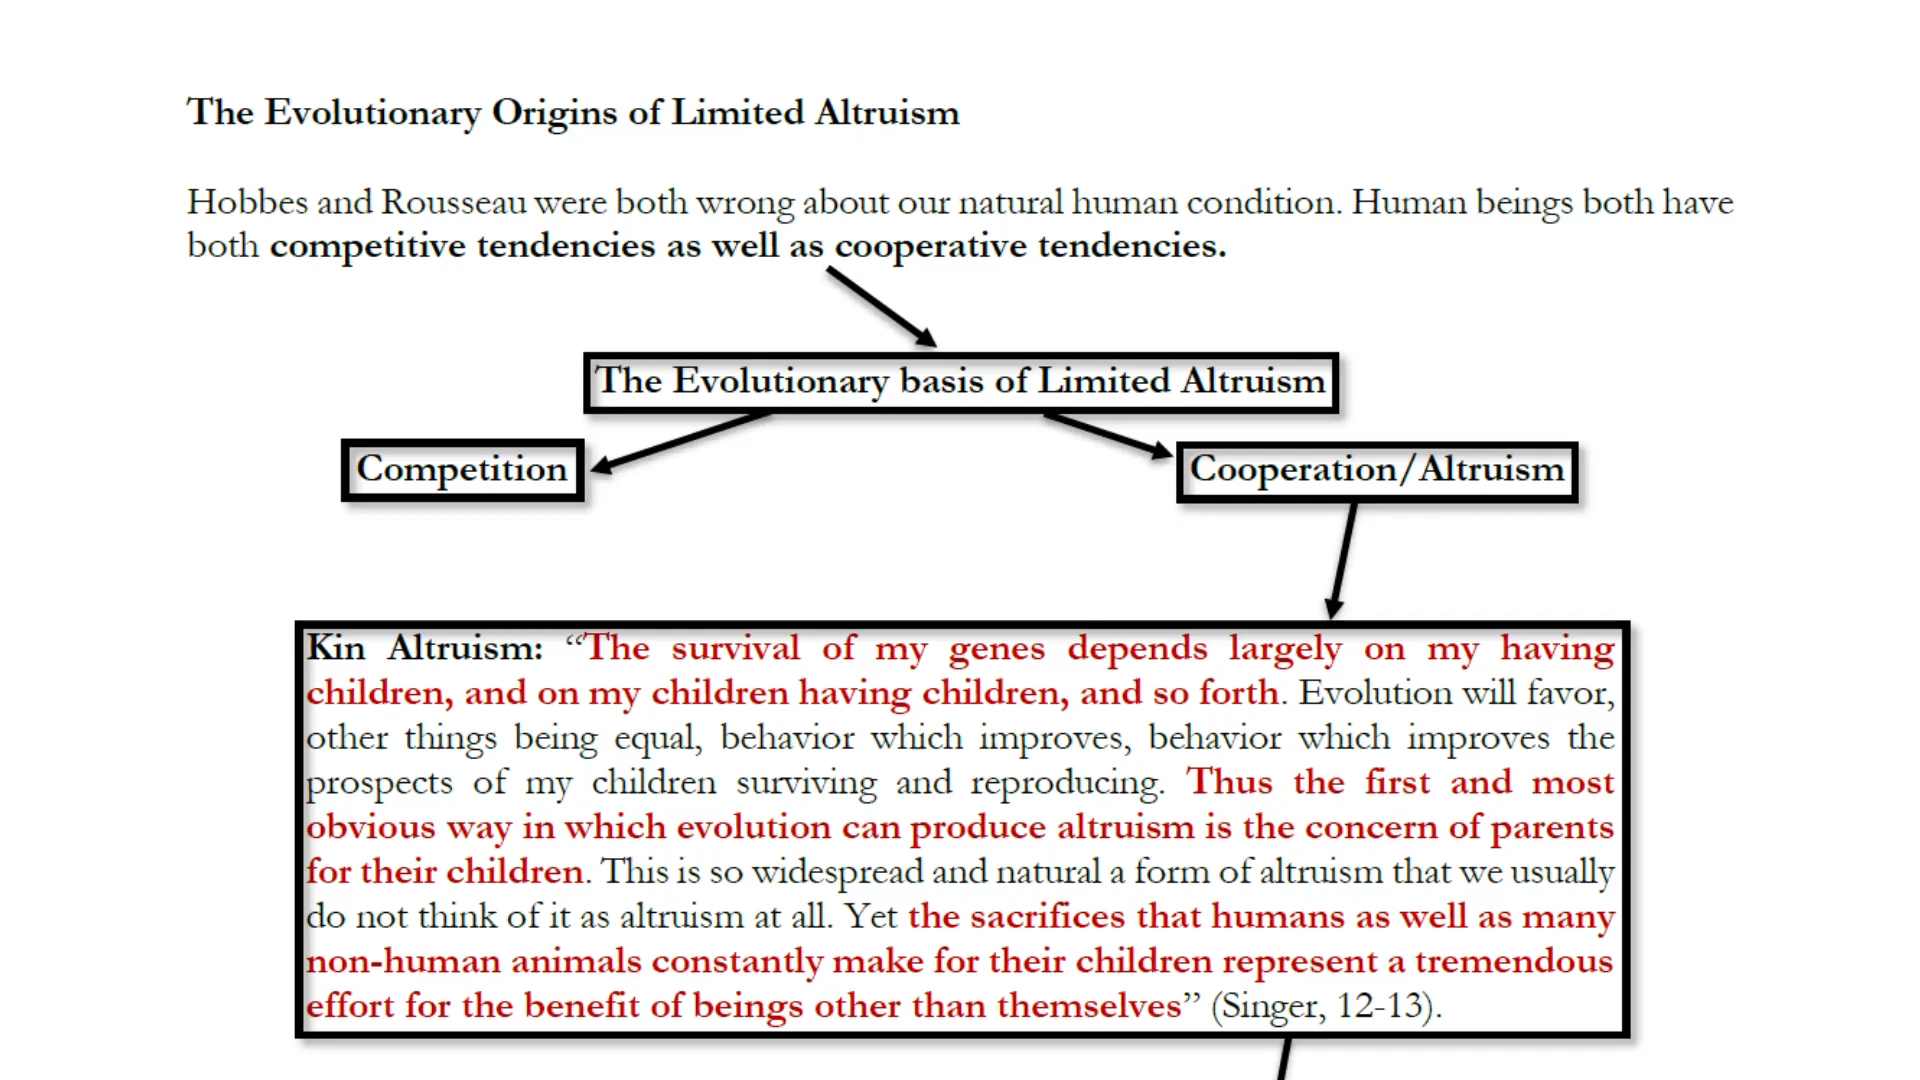 The Evolutionary Origins of Limited Altruism
Hobbes and Rousseau were both wrong about our natural human condition. Human beings both have
both competitive tendencies as well as cooperative tendencies.
The Evolutionary basis of Limited Altruism
Competition
Cooperation/Altruism
Kin Altruism: “The survival of my genes depends largely on my having
children, and on my children having children, and so forth. Evolution will favor,
other things being equal, behavior which improves, behavior which improves the
prospects of my children surviving and reproducing. Thus the first and most
obvious way in which evolution can produce altruism is the concern of parents
for their children. This is so widespread and natural a form of altruism that we usually
do not think of it as altruism at all. Yet the sacrifices that humans as well as many
non-human animals constantly make for their children represent a tremendous
effort for the benefit of beings other than themselves” (Singer, 12-13).